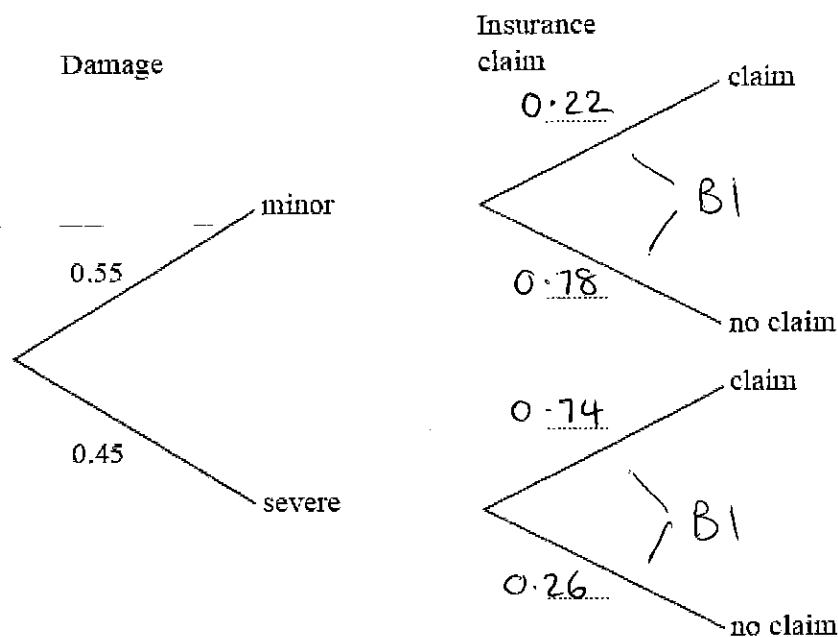 Insurance
claim
Damage
claim
0.22
minor
B1
0.55
0.78
no claim
claim
0.74
0.45
severe
B1
0.26
no claim